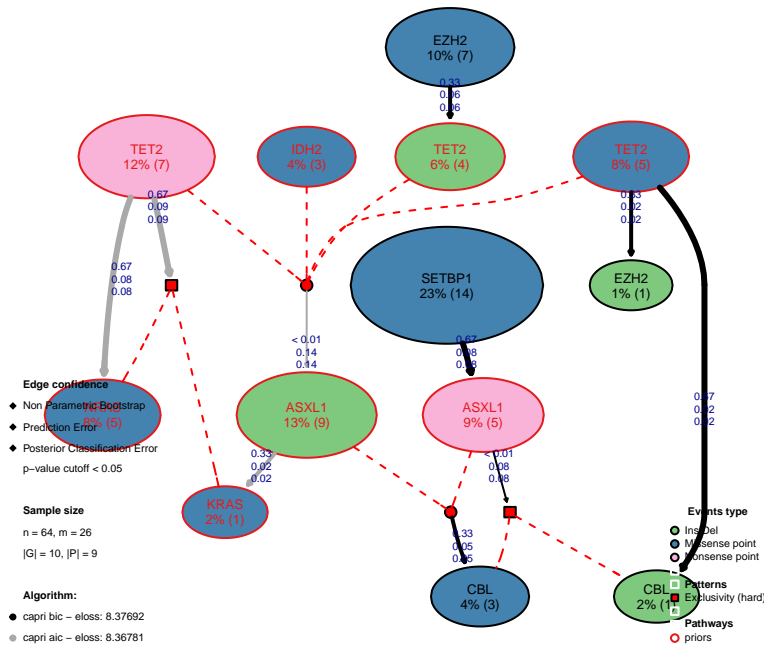 EZH2
10% (7)
0.33
0.06
0.06
TET2
12% (7)
IDH2
4% (3)
TET2
6% (4)
TET2
8% (5)
0.67
0.09
0.09
0.02
0.02
0.67
0.08
0.08
SETBP1
23% (14)
EZH2
1% (1)
< 0.01
0.14
0.14
0.67
Edge confidence
Non Parametric Bootstrap
Prediction Error
Posterior Classification Error
p−value cutoff < 0.05
8% (5)
ASXL1
13% (9)
ASXL1
9% (5)
0.33
0.02
0.02
< 0.01
0.08
0.08
KRAS
2% (1)
Sample size
n = 64, m = 26
|G| = 10, |P| = 9
0.33
0.05
Events type
Ins/Del
Missense point
Nonsense point
CBL
4% (3)
CBL
2% (1)
Patterns
Exclusivity (hard)
Pathways
priors
Algorithm:
capri bic − eloss: 8.37692
capri aic − eloss: 8.36781